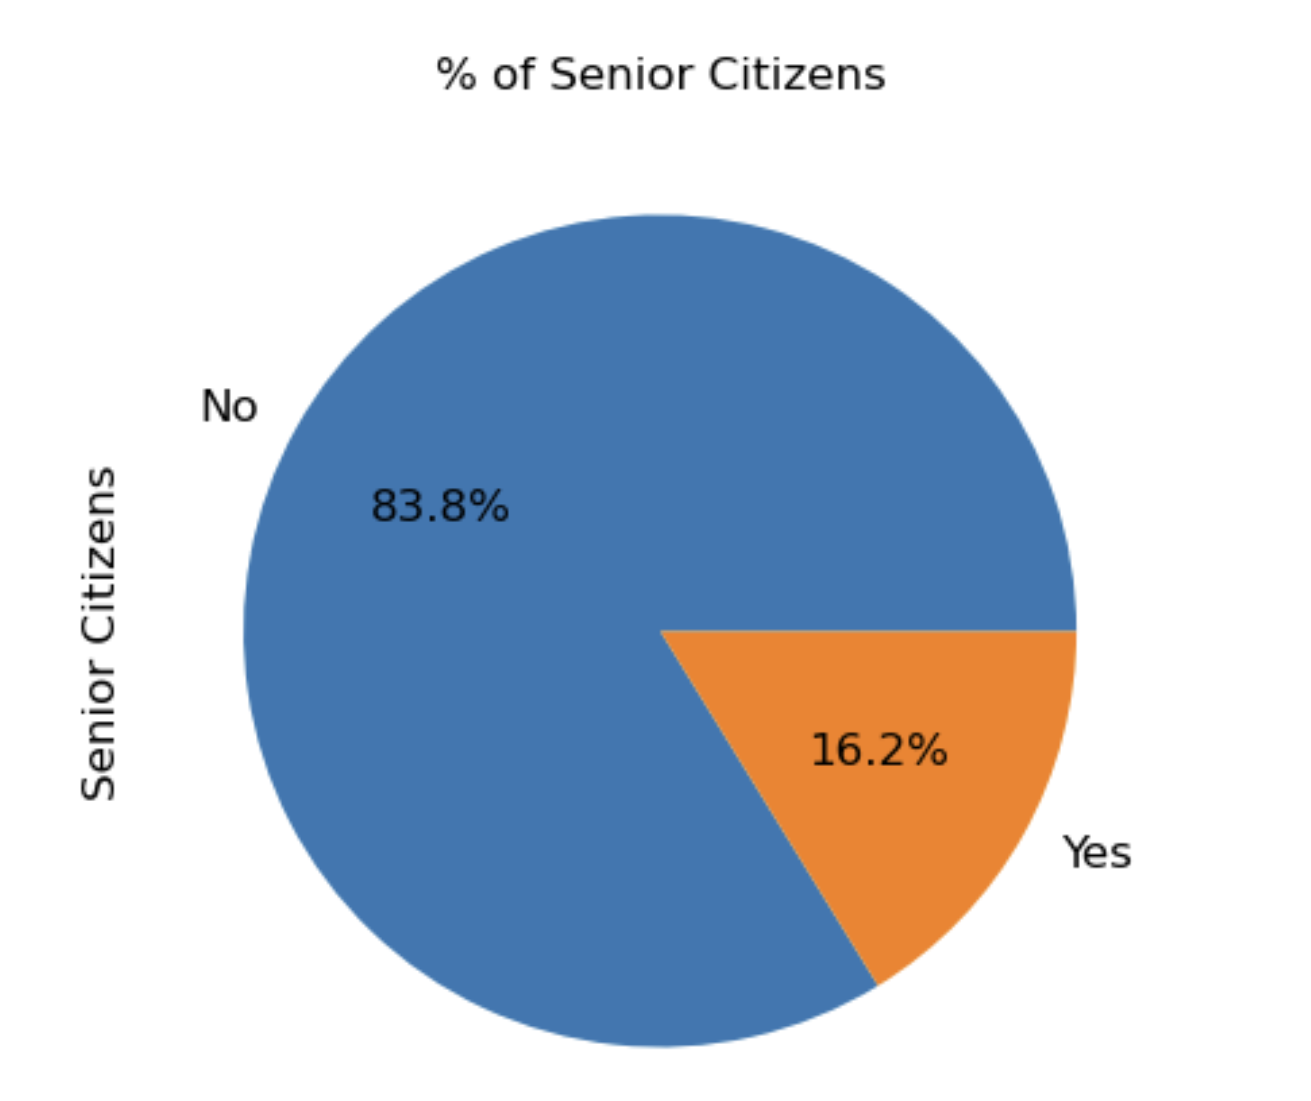 % of Senior Citizens
No
83.8%
Senior Citizens
16.2%
Yes